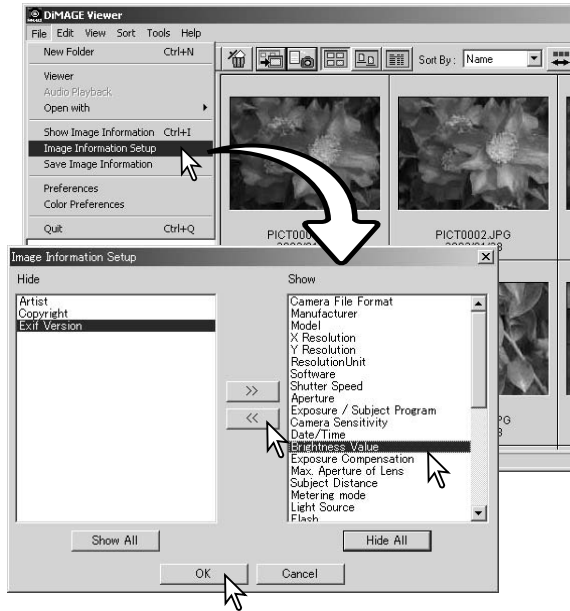 DiMAGE Viewer
File Edit View Sort Tools Help
New Folder Ctrl+N
Viewer
Audio Playback
Open with
Show Image Information Ctrl+I
Image Information Setup
Save Image Information
Preferences
Color Preferences
Quit Ctrl+Q
Sort By : Name
PICT0002.JPG
Image Information Setup
Hide
Artist
Copyright
Exif Version
Show
Camera File Format
Manufacturer
Model
X Resolution
Y Resolution
ResolutionUnit
Software
Shutter Speed
Aperture
Exposure / Subject Program
Camera Sensitivity
Date/Time
Brightness Value
Exposure Compensation
Max. Aperture of Lens
Subject Distance
Metering mode
Light Source
Flash
>>
<<
Show All
Hide All
OK
Cancel